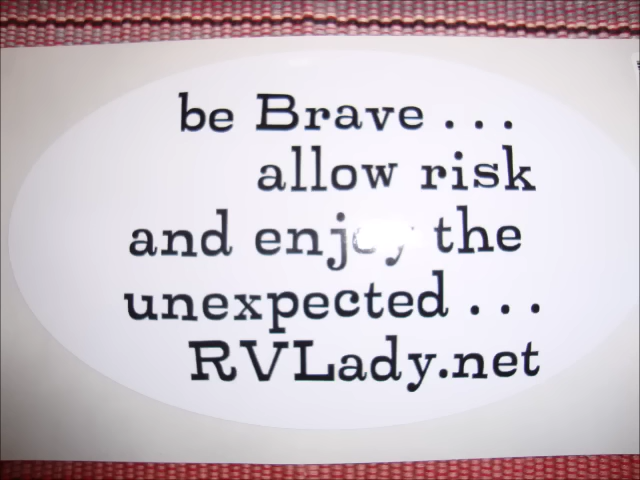 be Brave . . .
allow risk
and enjoy the
unexpected . . .
RVLady.net